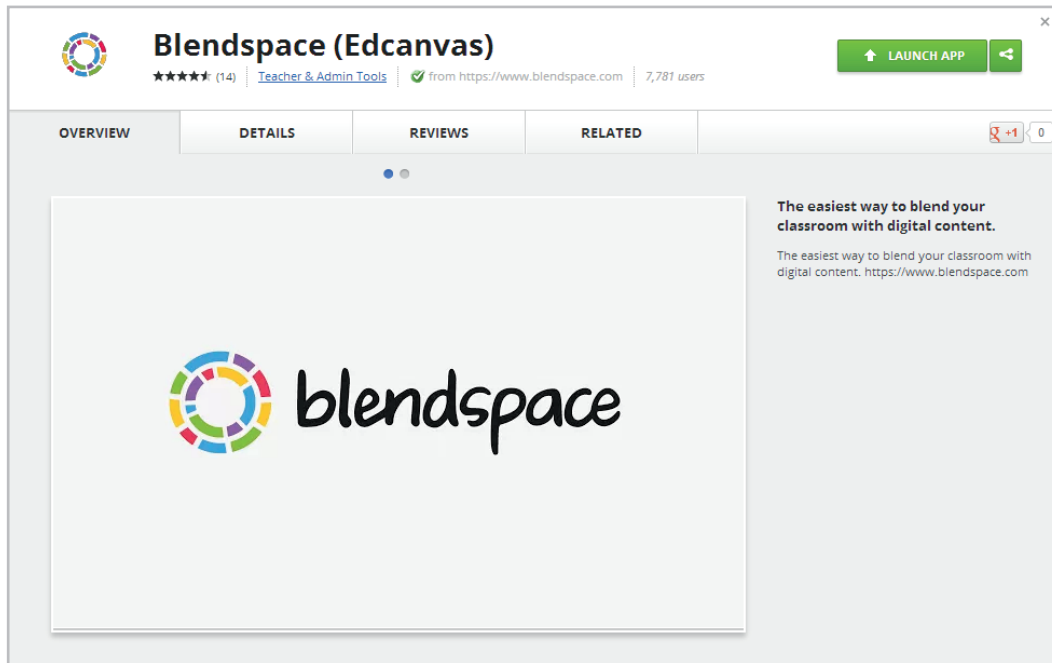 Blendspace (Edcanvas)
(14) Teacher & Admin Tools from https://www.blendspace.com 7,781 users
LAUNCH APP
OVERVIEW DETAILS REVIEWS RELATED
g +1 0
The easiest way to blend your
classroom with digital content.
The easiest way to blend your classroom with
digital content. https://www.blendspace.com
blendspace